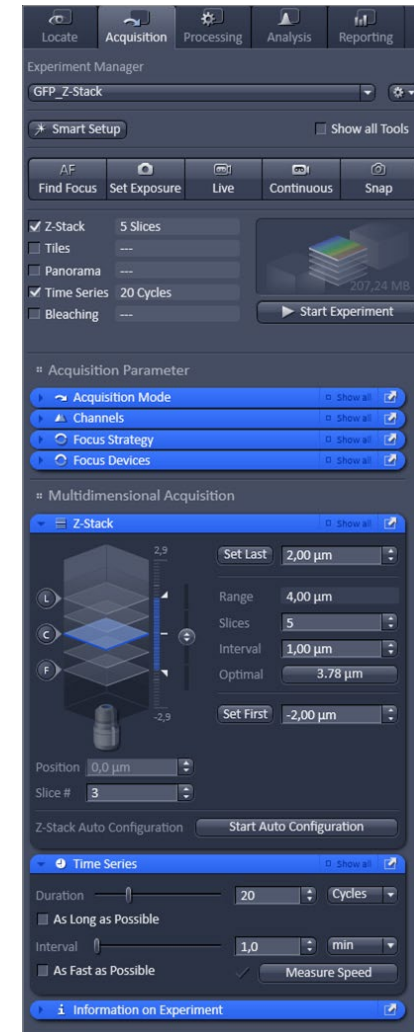 Locate Acquisition Processing Analysis Reporting
Experiment Manager
GFP_Z-Stack
Smart Setup Show all Tools
AF
Find Focus Set Exposure Live Continuous Snap
Z-Stack 5 Slices
Tiles ---
Panorama ---
Time Series 20 Cycles
Bleaching ---
207,24 MB
Start Experiment
Acquisition Parameter
Acquisition Mode Show all
Channels Show all
Focus Strategy Show all
Focus Devices Show all
Multidimensional Acquisition
Z-Stack Show all
2,9
Set Last 2,00 µm
L
Range 4,00 µm
Slices 5
C
Interval 1,00 µm
F
Optimal 3.78 µm
-2,9
Set First -2,00 µm
Position 0,0 µm
Slice # 3
Z-Stack Auto Configuration Start Auto Configuration
Time Series Show all
Duration 20 Cycles
As Long as Possible
Interval 1,0 min
As Fast as Possible Measure Speed
i Information on Experiment